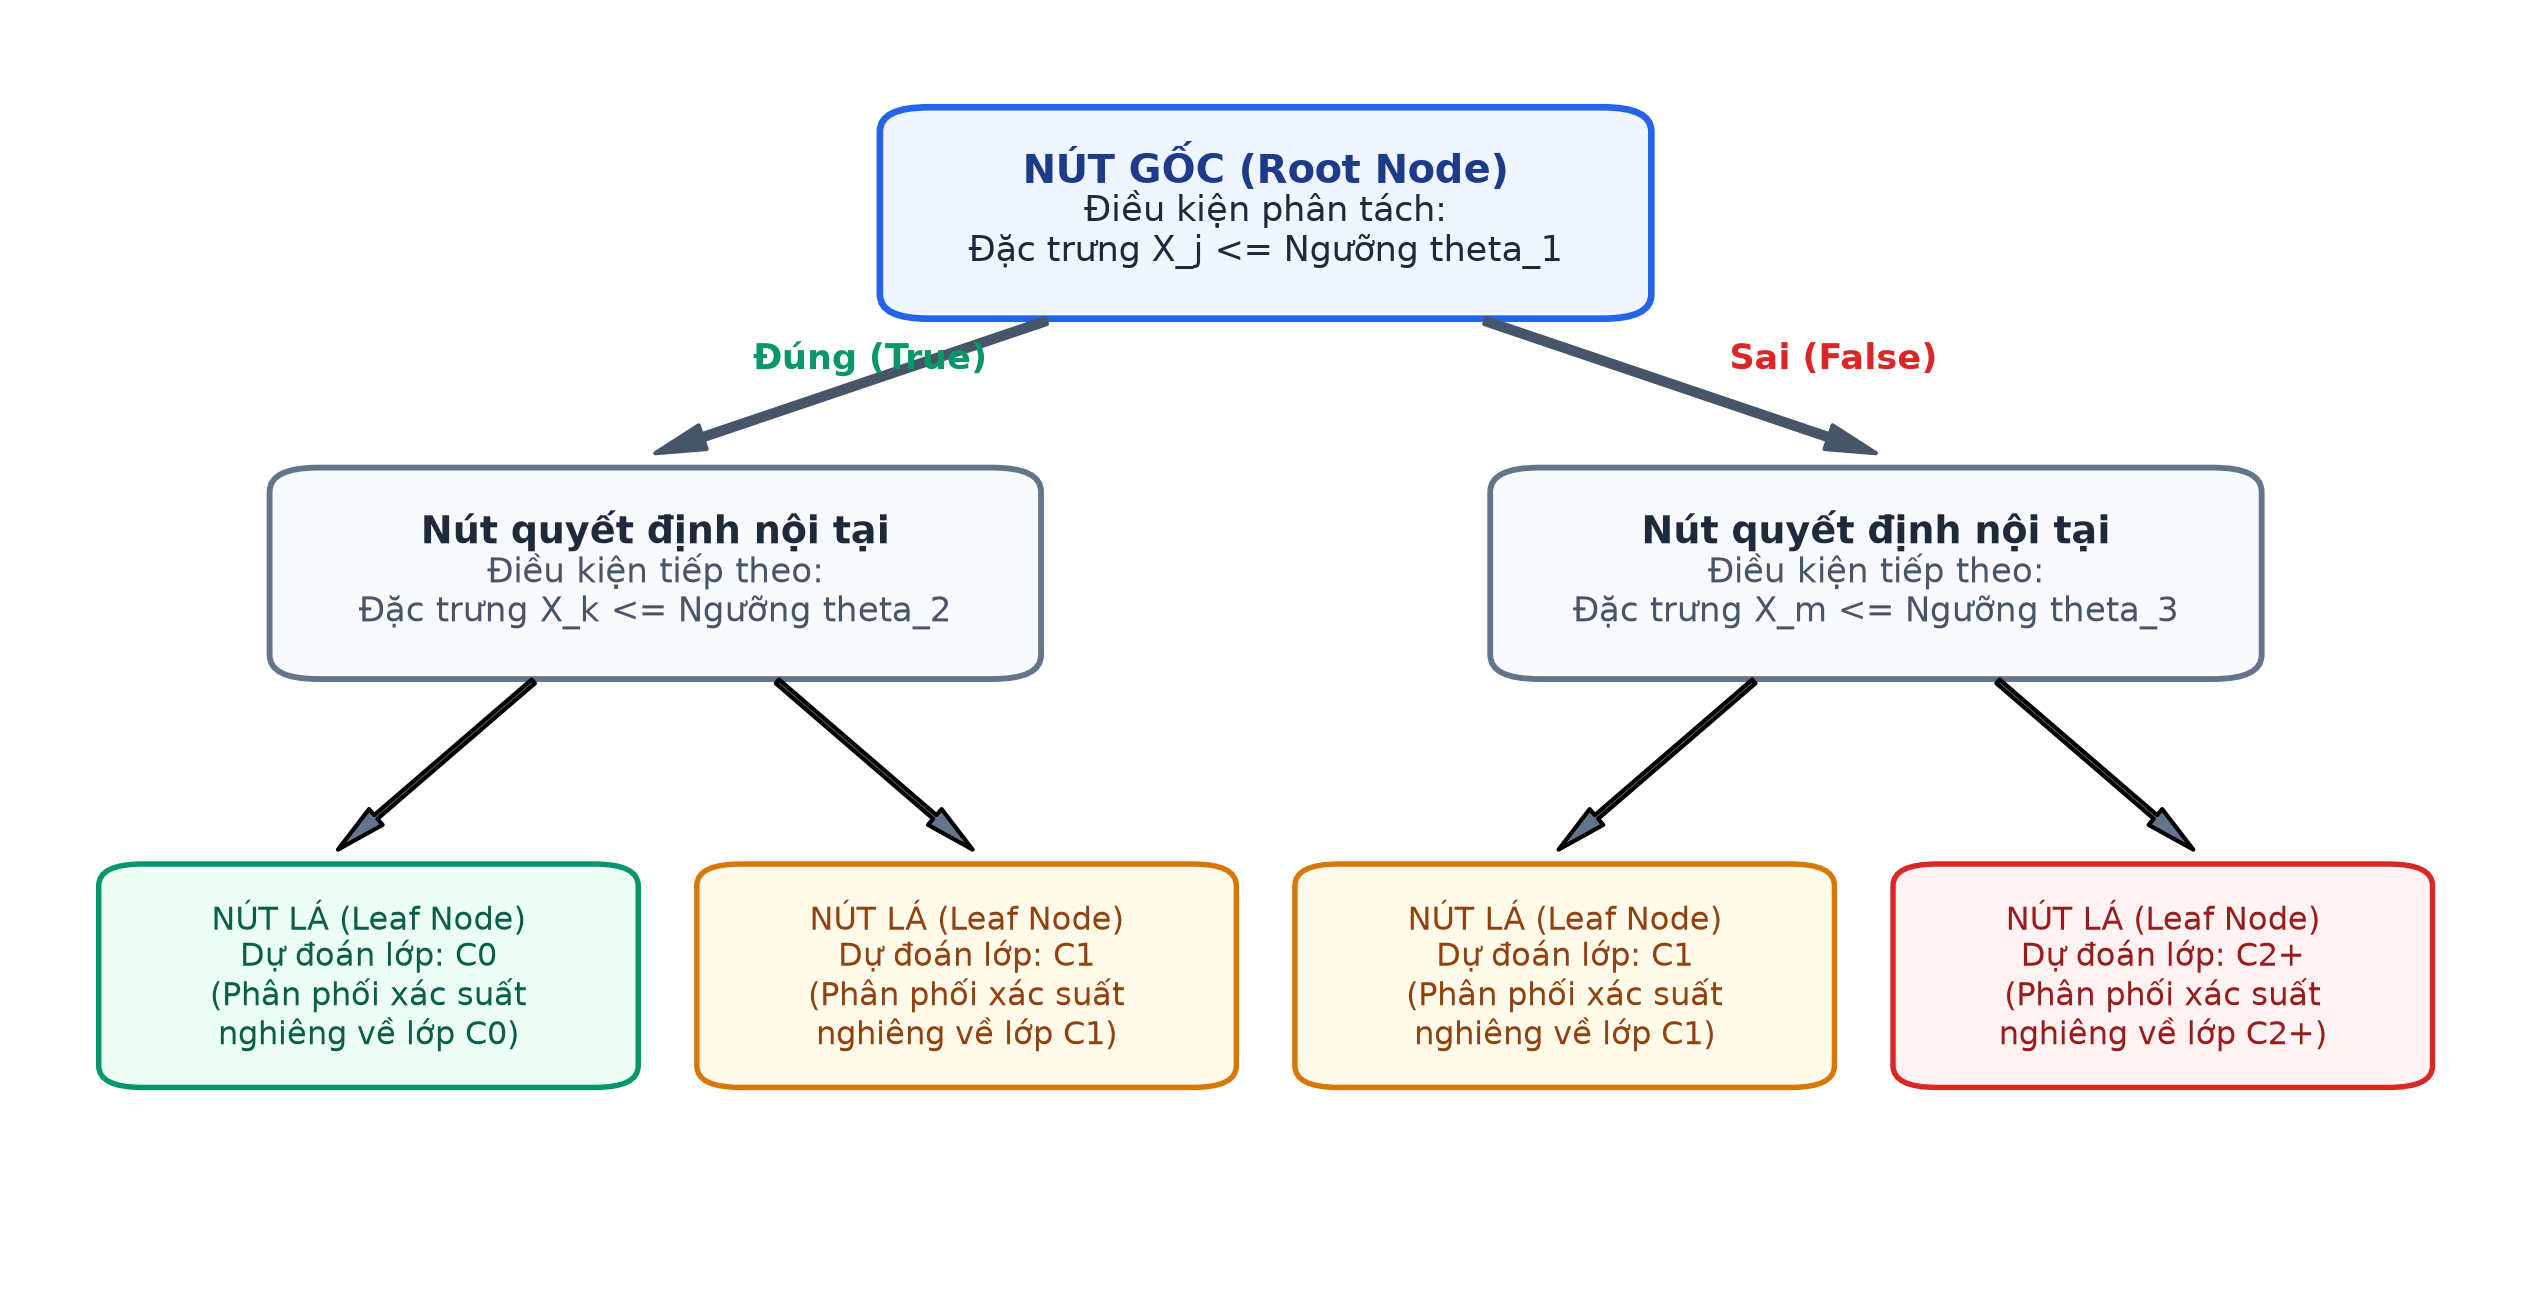 NÚT GỐC (Root Node)
Điều kiện phân tách:
Đặc trưng X_j <= Ngưỡng theta_1
Đúng (True)
Sai (False)
Nút quyết định nội tại
Điều kiện tiếp theo:
Đặc trưng X_k <= Ngưỡng theta_2
Nút quyết định nội tại
Điều kiện tiếp theo:
Đặc trưng X_m <= Ngưỡng theta_3
NÚT LÁ (Leaf Node)
Dự đoán lớp: C0
(Phân phối xác suất
nghiêng về lớp C0)
NÚT LÁ (Leaf Node)
Dự đoán lớp: C1
(Phân phối xác suất
nghiêng về lớp C1)
NÚT LÁ (Leaf Node)
Dự đoán lớp: C1
(Phân phối xác suất
nghiêng về lớp C1)
NÚT LÁ (Leaf Node)
Dự đoán lớp: C2+
(Phân phối xác suất
nghiêng về lớp C2+)